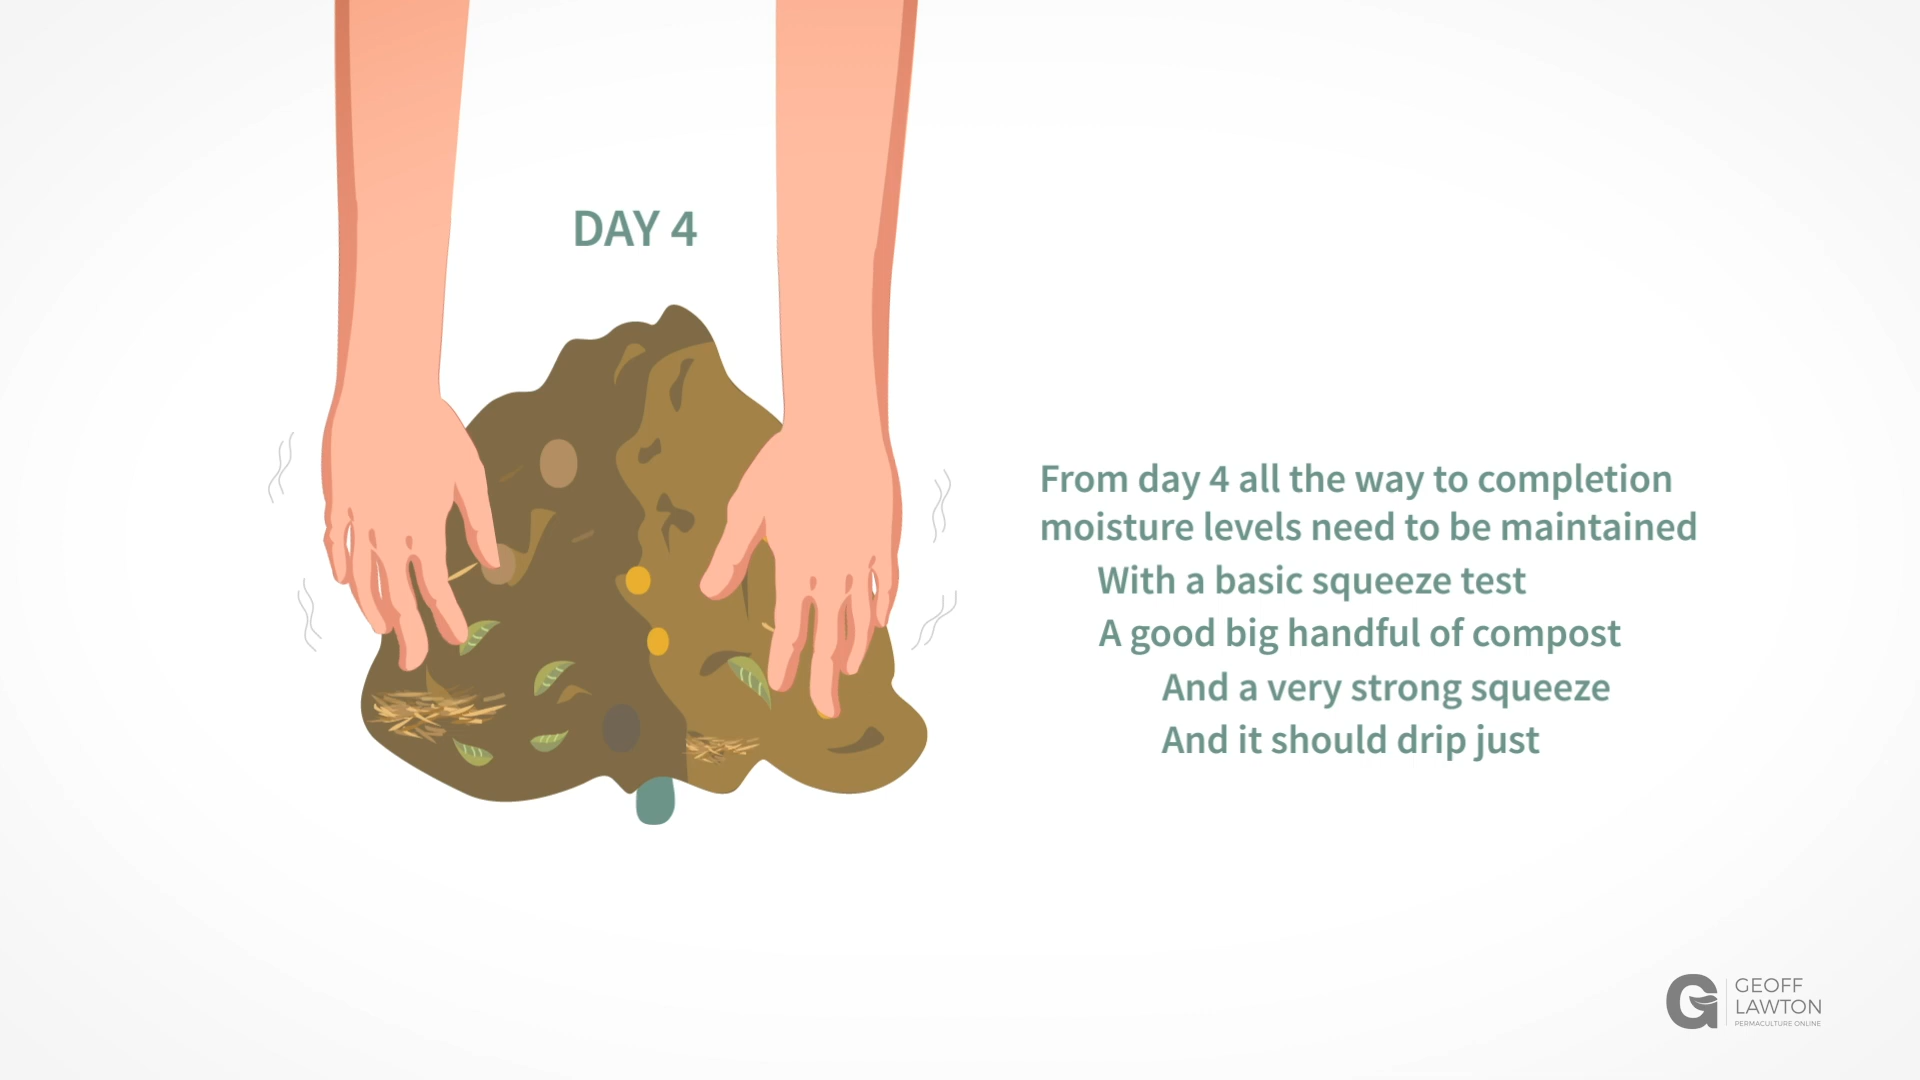 DAY 4
From day 4 all the way to completion
moisture levels need to be maintained
With a basic squeeze test
A good big handful of compost
And a very strong squeeze
And it should drip just
GEOFF
LAWTON
PERMACULTURE ONLINE